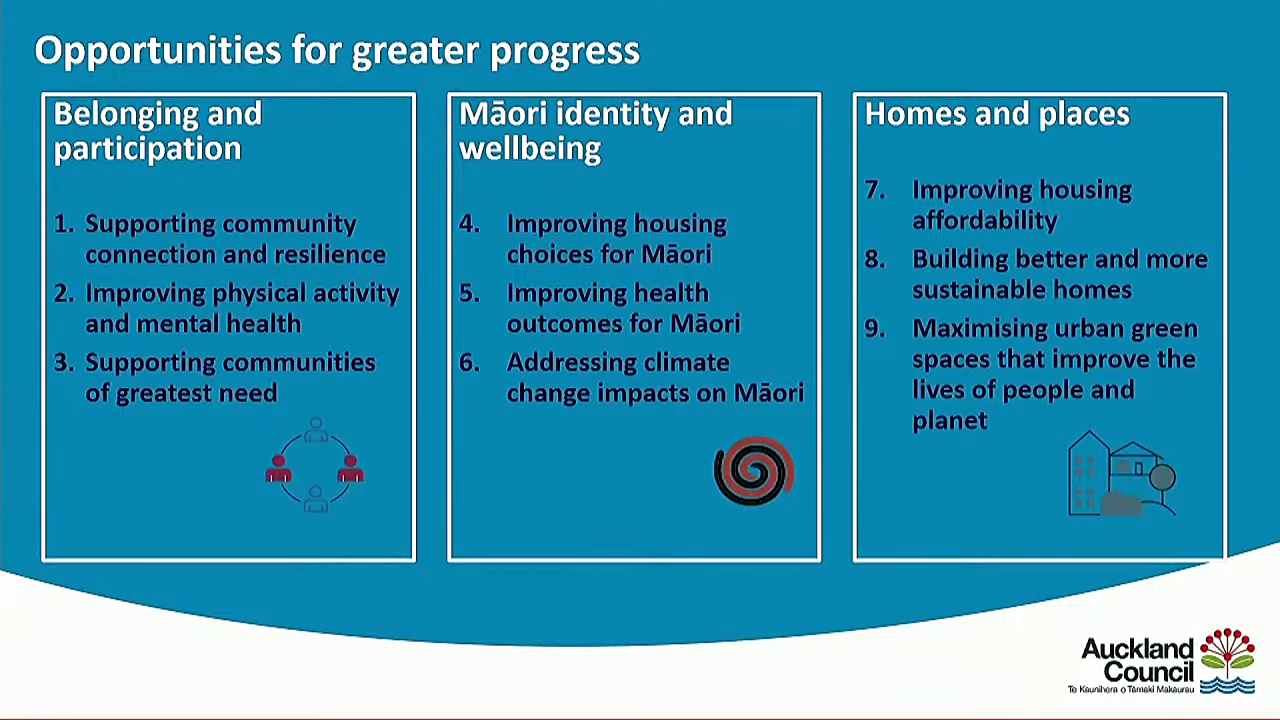 Opportunities for greater progress
Belonging and
participation
1. Supporting community
connection and resilience
2. Improving physical activity
and mental health
3. Supporting communities
of greatest need
Māori identity and
wellbeing
4. Improving housing
choices for Māori
5. Improving health
outcomes for Māori
6. Addressing climate
change impacts on Māori
Homes and places
7. Improving housing
affordability
8. Building better and more
sustainable homes
9. Maximising urban green
spaces that improve the
lives of people and
planet
Auckland
Council
Te Kaunihera o Tāmaki Makaurau